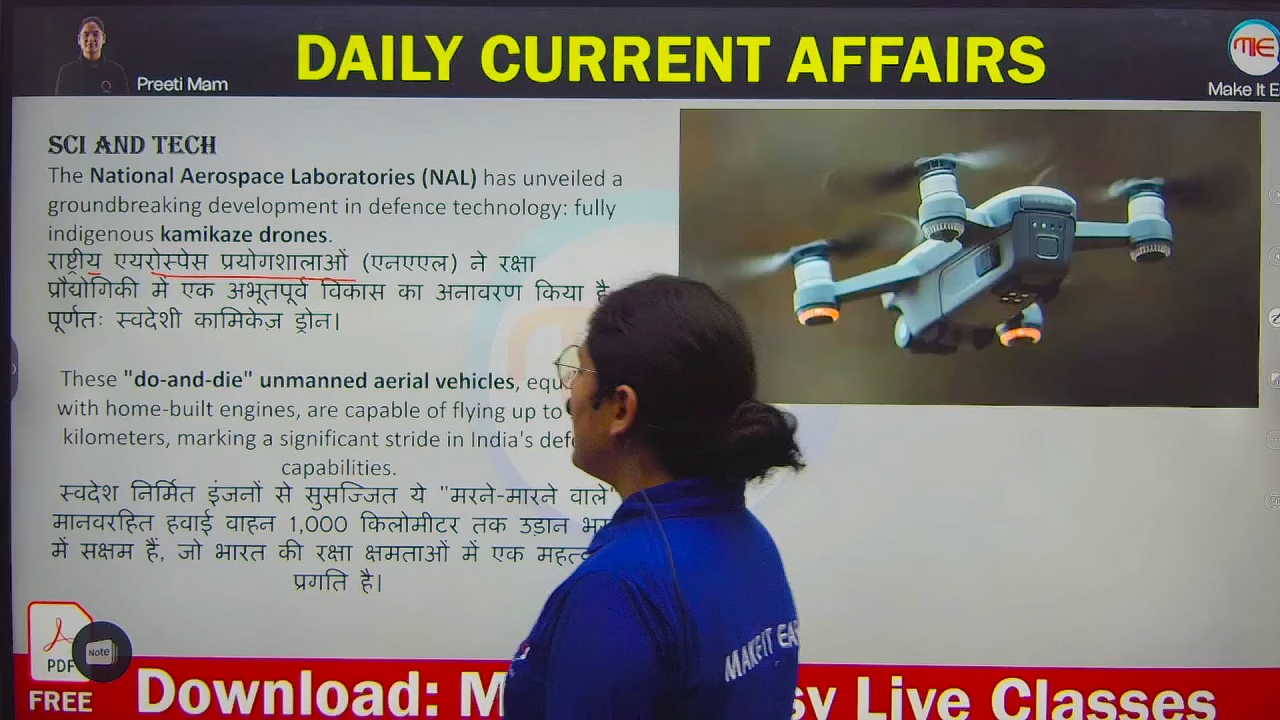 DAILY CURRENT AFFAIRS
Preeti Mam
MIE
Make It
SCI AND TECH
The National Aerospace Laboratories (NAL) has unveiled a
groundbreaking development in defence technology: fully
indigenous kamikaze drones.
राष्ट्रीय एयरोस्पेस प्रयोगशालाओं (एनएएल) ने रक्षा
प्रौद्योगिकी में एक अभूतपूर्व विकास का अनावरण किया है
पूर्णतः स्वदेशी कामिकेज़ ड्रोन।
These "do-and-die" unmanned aerial vehicles,
with home-built engines, are capable of flying up to
kilometers, marking a significant stride in India's
capabilities.
स्वदेश निर्मित इंजनों से सुसज्जित ये "मरने-मारने वाले"
मानवरहित हवाई वाहन 1,000 किलोमीटर तक उड़ान
में सक्षम हैं, जो भारत की रक्षा क्षमताओं में एक
प्रगति है।
PDF
Note
FREE
Download: Live Classes
MAKE IT